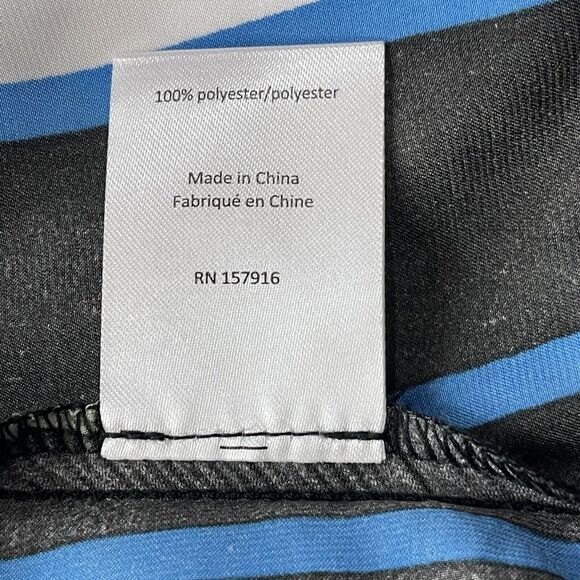 100% polyester/polyester
Made in China
Fabriqué en Chine
RN 157916